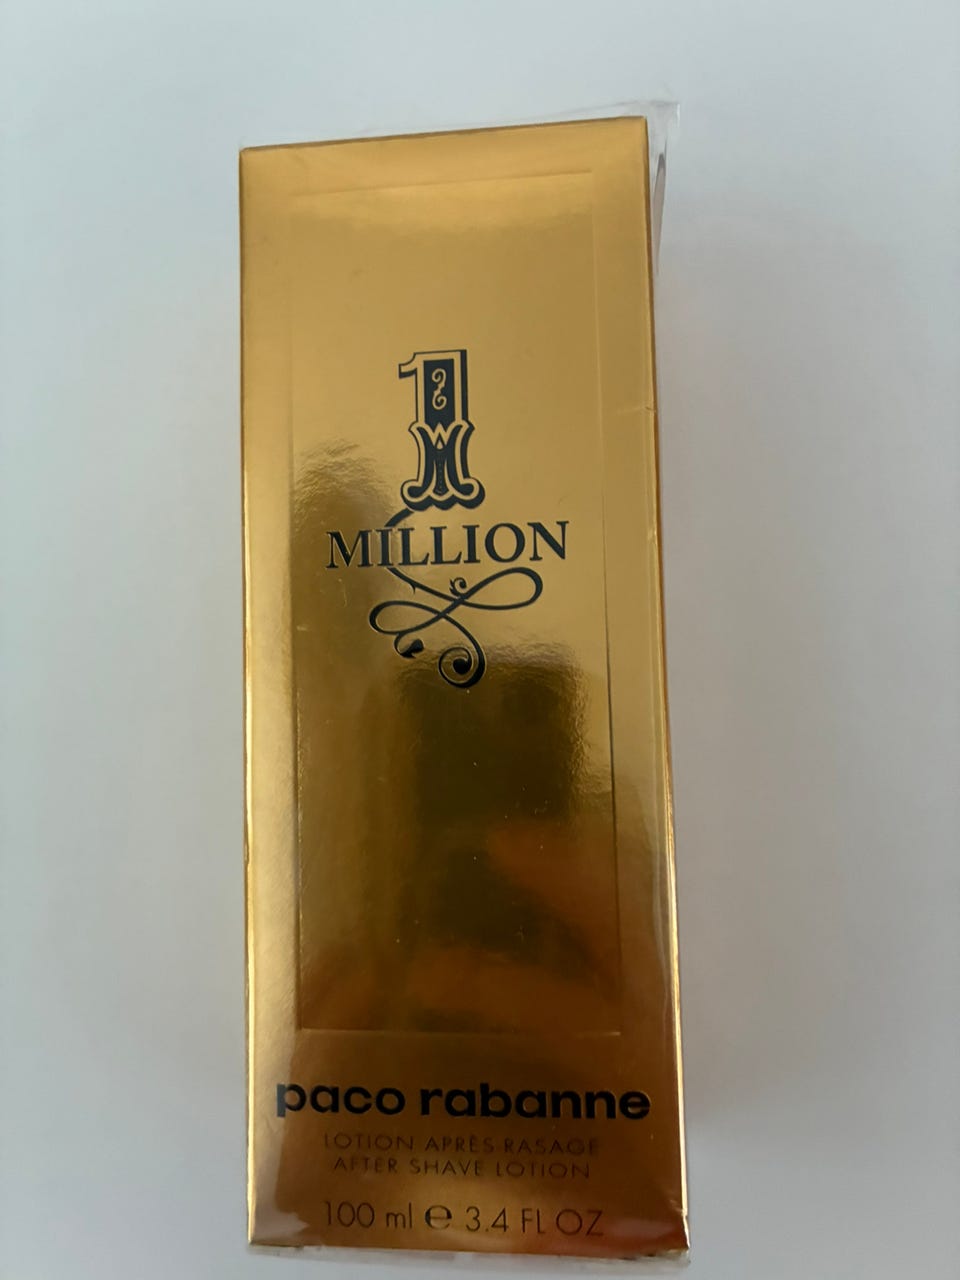 1
MILLION
paco rabanne
LOTION APRÈS-RASAGE
AFTER SHAVE LOTION
100 ml ℮ 3.4 FL OZ